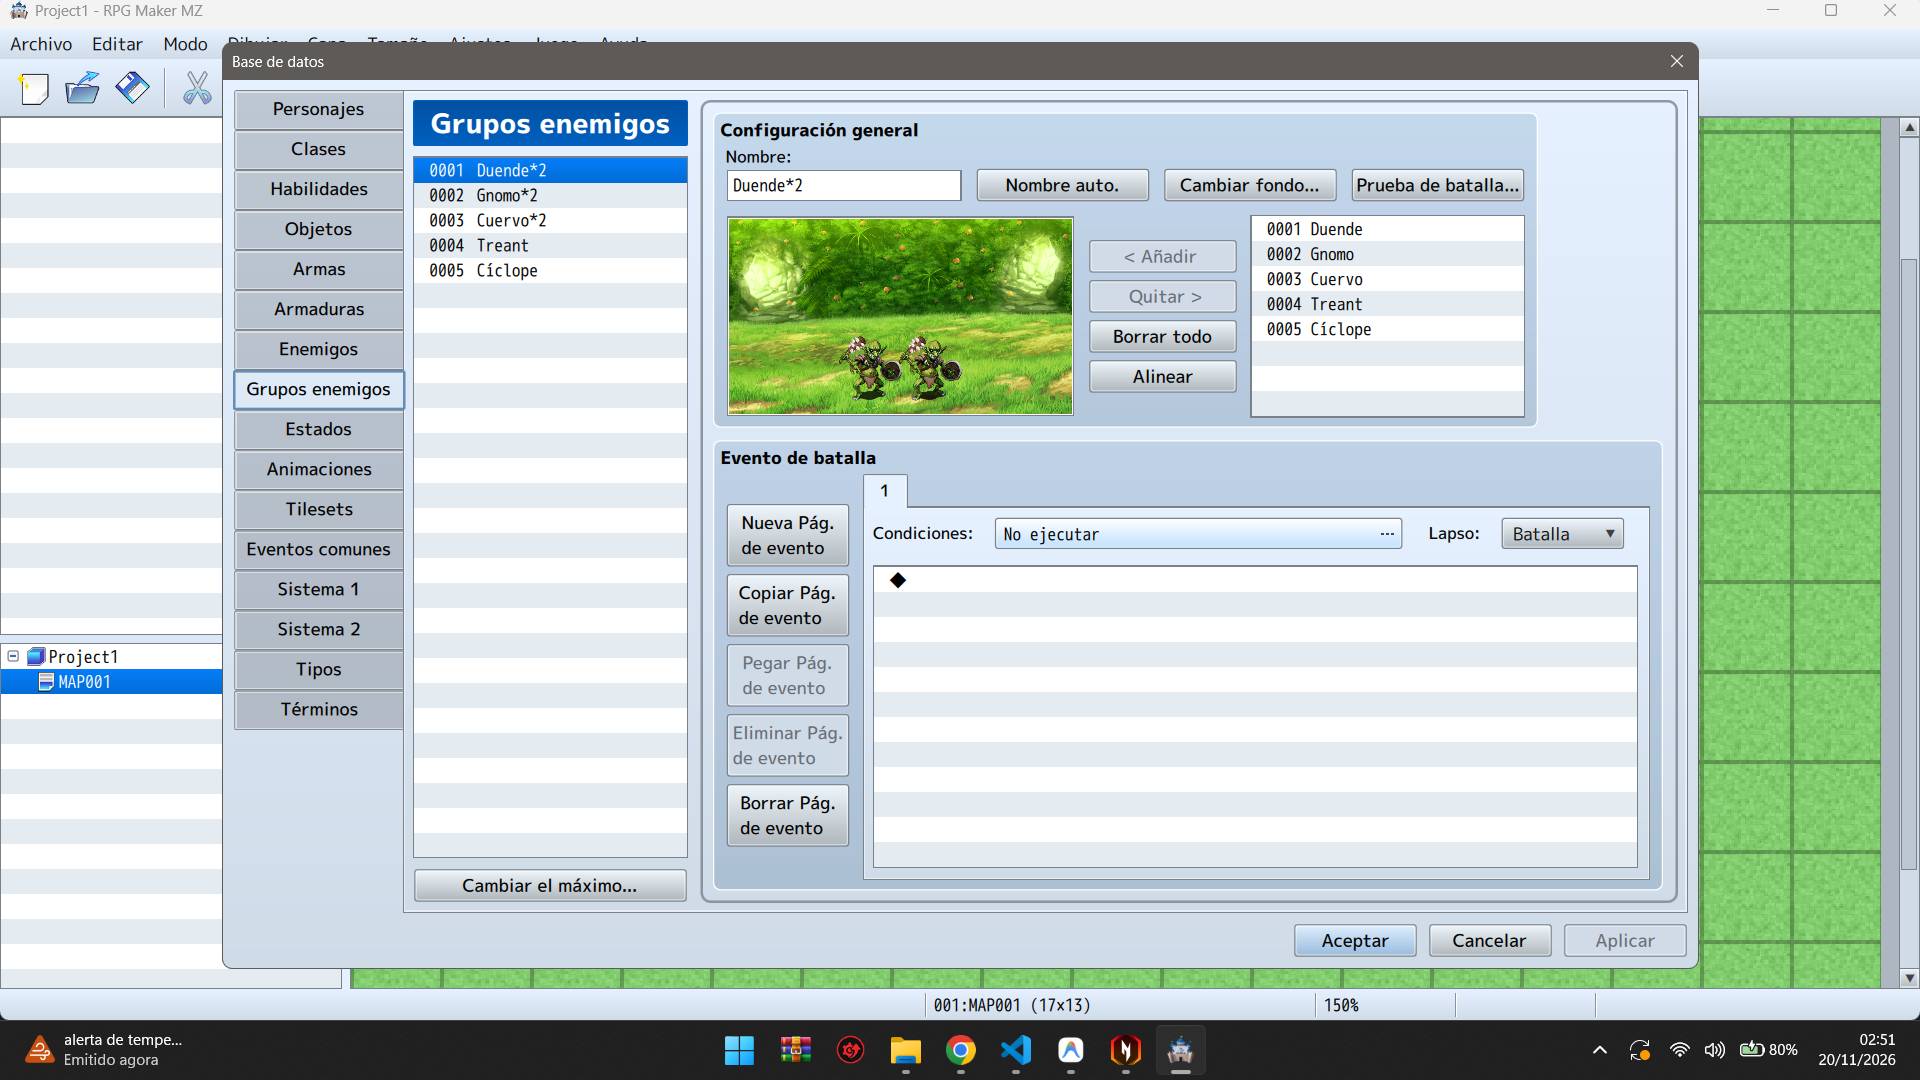 Project1 - RPG Maker MZ
Archivo Editar Modo
Base de datos
Personajes
Clases
Habilidades
Objetos
Armas
Armaduras
Enemigos
Grupos enemigos
Estados
Animaciones
Tilesets
Eventos comunes
Sistema 1
Sistema 2
Tipos
Términos
Grupos enemigos
0001 Duende*2
0002 Gnomo*2
0003 Cuervo*2
0004 Treant
0005 Cíclope
Cambiar el máximo...
Configuración general
Nombre:
Duende*2
Nombre auto.
Cambiar fondo...
Prueba de batalla...
< Añadir
Quitar >
Borrar todo
Alinear
0001 Duende
0002 Gnomo
0003 Cuervo
0004 Treant
0005 Cíclope
Evento de batalla
1
Nueva Pág.
de evento
Copiar Pág.
de evento
Pegar Pág.
de evento
Eliminar Pág.
de evento
Borrar Pág.
de evento
Condiciones:
No ejecutar
...
Lapso:
Batalla
Aceptar
Cancelar
Aplicar
Project1
MAP001
001:MAP001 (17×13)
150%
alerta de tempe...
Emitido agora
80%
02:51
20/11/2026